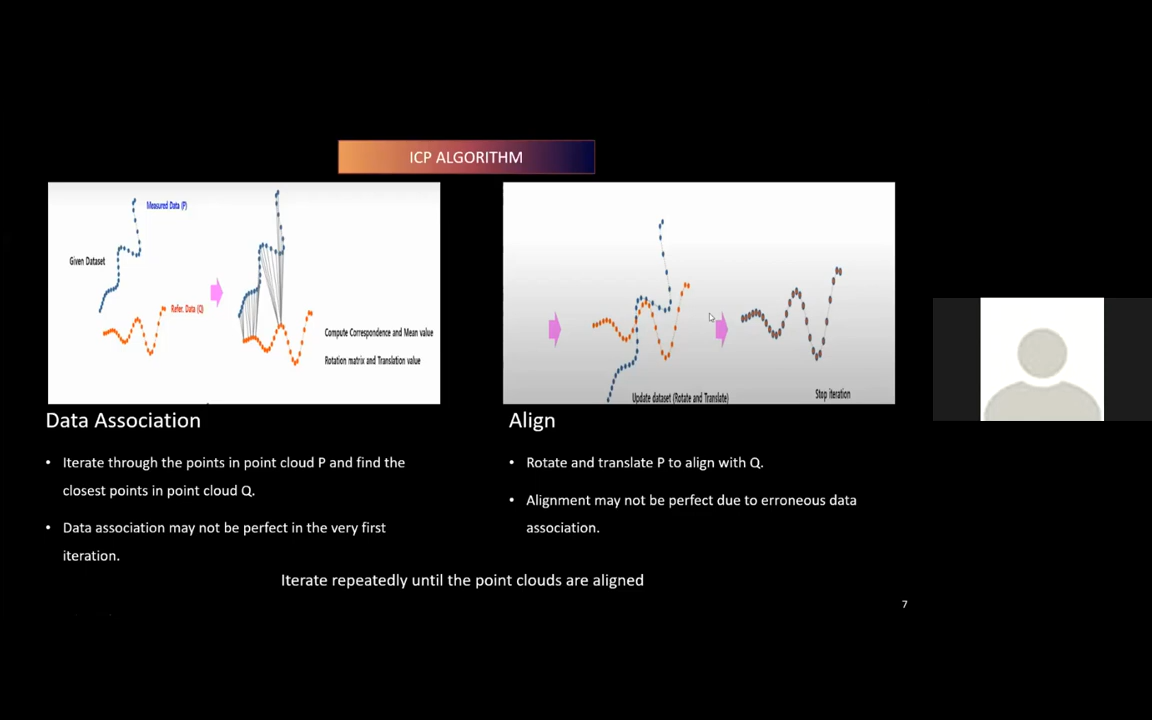 ICP ALGORITHM
Measured Data (P)
Given Dataset
Refer. Data (Q)
Compute Correspondence and Mean value
Rotation matrix and Translation value
Update dataset (Rotate and Translate)
Stop iteration
Data Association
• Iterate through the points in point cloud P and find the
closest points in point cloud Q.
• Data association may not be perfect in the very first
iteration.
Align
• Rotate and translate P to align with Q.
• Alignment may not be perfect due to erroneous data
association.
Iterate repeatedly until the point clouds are aligned
7